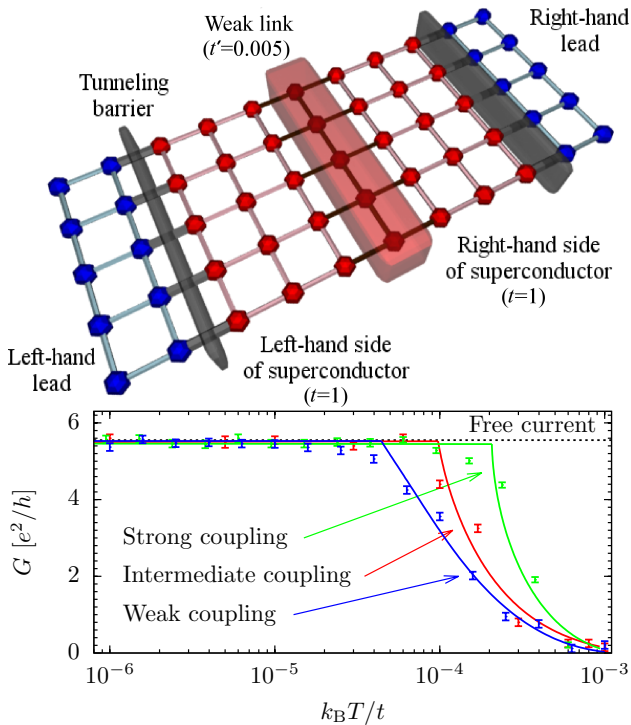 Weak link
(t'=0.005)
Right-hand
lead
Tunneling
barrier
Right-hand side
of superconductor
(t=1)
Left-hand
lead
Left-hand side
of superconductor
(t=1)
6
4
2
0
G [e²/h]
Free current
Strong coupling
Intermediate coupling
Weak coupling
10⁻⁶
10⁻⁵
10⁻⁴
10⁻³
k_B T/t